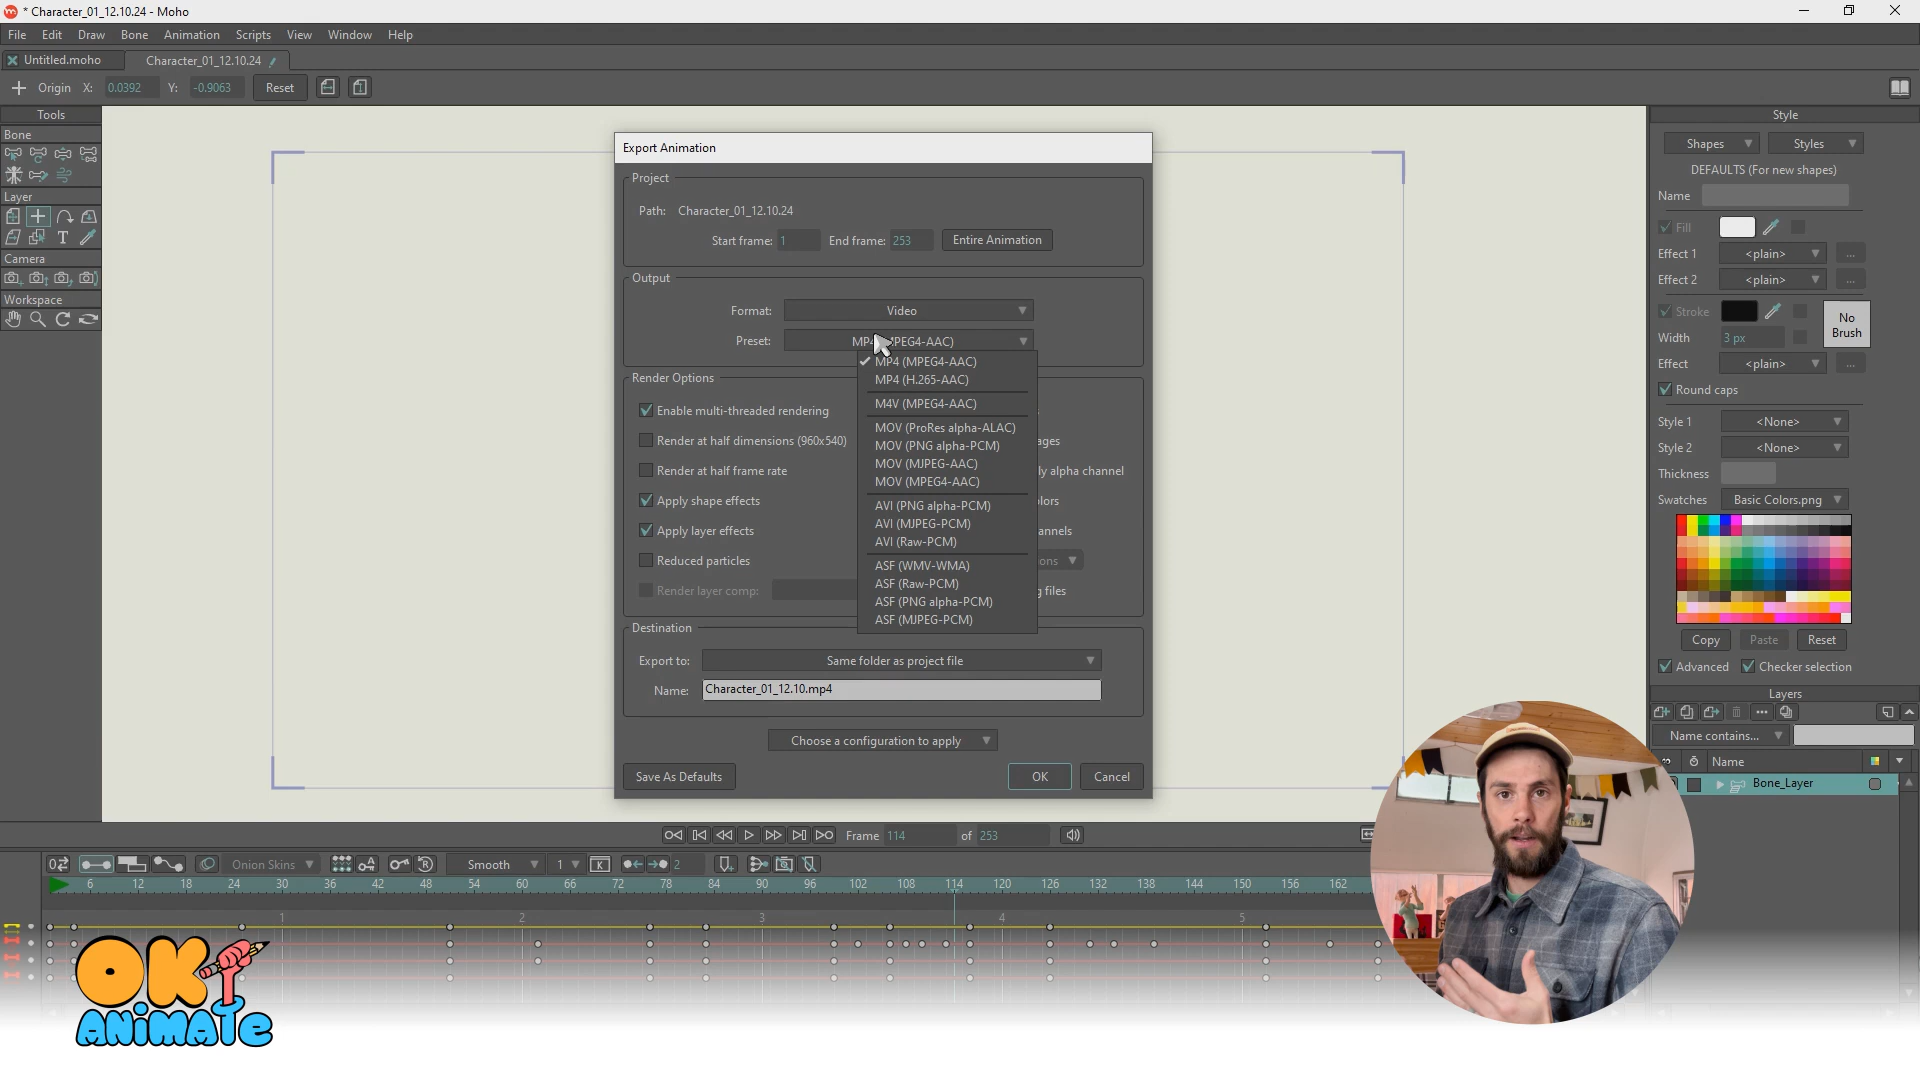 * Character_01_12.10.24 - Moho
File Edit Draw Bone Animation Scripts View Window Help
Untitled.moho Character_01_12.10.24
Origin X: 0.0392 Y: -0.9063 Reset
Tools
Bone
Layer
Camera
Workspace
Export Animation
Project
Path: Character_01_12.10.24
Start frame: 1 End frame: 253 Entire Animation
Output
Format: Video
Preset: MP4 (MPEG4-AAC)
MP4 (MPEG4-AAC)
MP4 (H.265-AAC)
M4V (MPEG4-AAC)
MOV (ProRes alpha-ALAC)
MOV (PNG alpha-PCM)
MOV (MJPEG-AAC)
MOV (MPEG4-AAC)
AVI (PNG alpha-PCM)
AVI (MJPEG-PCM)
AVI (Raw-PCM)
ASF (WMV-WMA)
ASF (Raw-PCM)
ASF (PNG alpha-PCM)
ASF (MJPEG-PCM)
Render Options
Enable multi-threaded rendering
Render at half dimensions (960x540)
Render at half frame rate
alpha channel
Apply shape effects
Apply layer effects
Reduced particles
Render layer comp:
files
Destination
Export to: Same folder as project file
Name: Character_01_12.10.mp4
Choose a configuration to apply
Save As Defaults OK Cancel
Style
Shapes Styles
DEFAULTS (For new shapes)
Name
Fill
Effect 1 <plain> ...
Effect 2 <plain> ...
Stroke
No
Brush
Width 3 px
Effect <plain> ...
Round caps
Style 1 <None>
Style 2 <None>
Thickness
Swatches Basic Colors.png
Copy Paste Reset
Advanced Checker selection
Layers
Name contains...
Name
Bone_Layer
Frame 114 of 253
Onion Skins Smooth 1 2
6 12 18 24 30 36 42 48 54 60 66 72 78 84 90 96 102 108 114 120 126 132 138 144 150 156 162
1 2 3 4 5
OK
ANIMATE